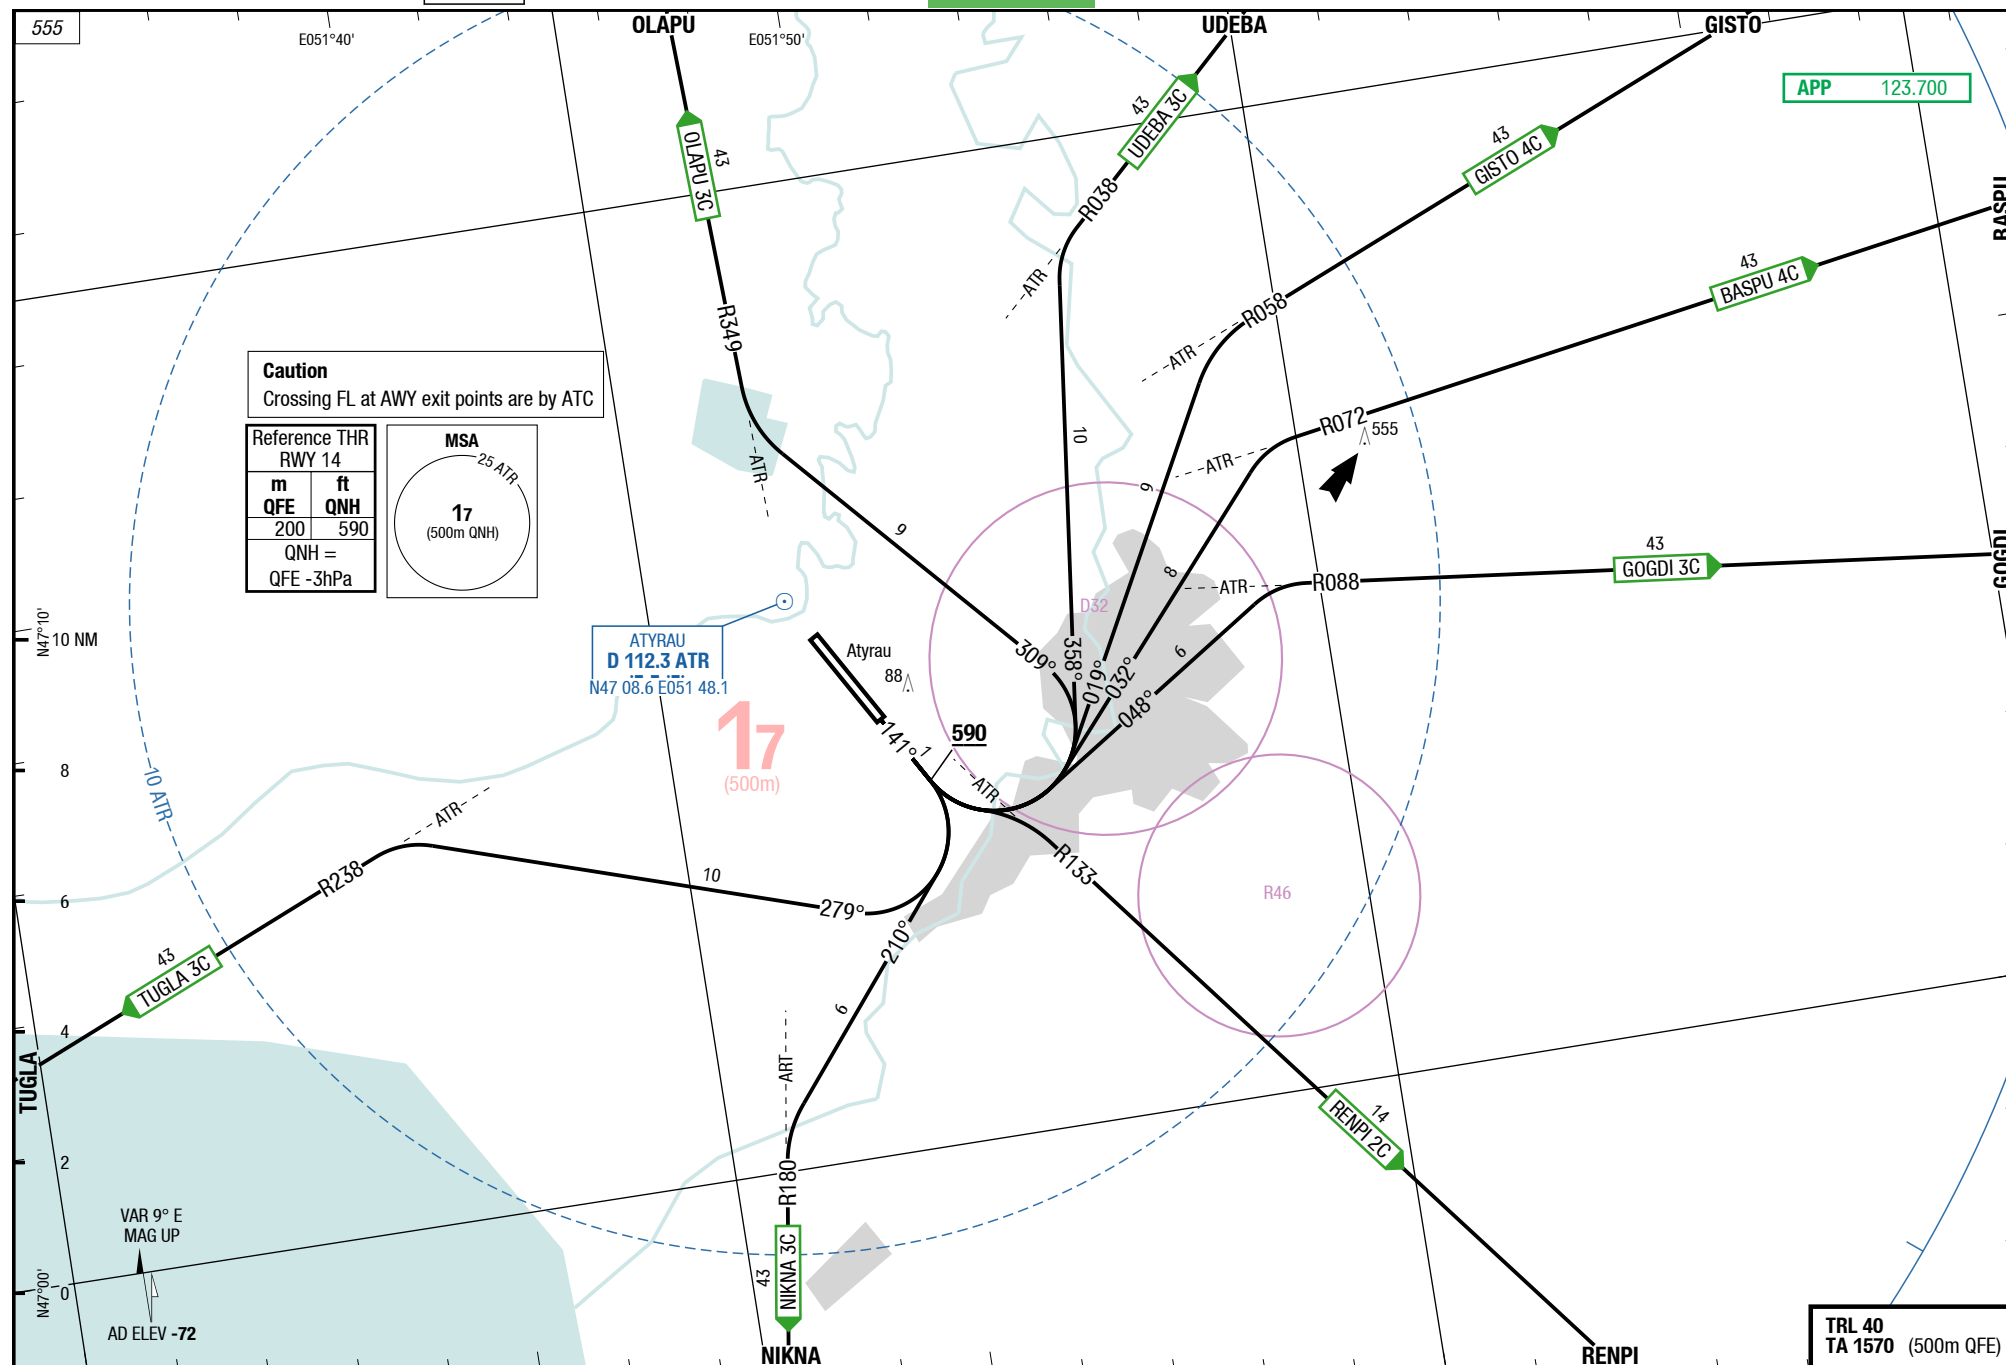 555
E051°40'
OLAPU
E051°50'
UDEBA
GISTO
APP 123.700
43
OLAPU 3C
43
UDEBA 3C
43
GISTO 4C
43
BASPU 4C
BASPU
R038
ATR
R349
R058
ATR
R072
ATR
555
Caution
Crossing FL at AWY exit points are by ATC
Reference THR
RWY 14
m ft
QFE QNH
200 590
QNH =
QFE -3hPa
MSA
25 ATR
17
(500m QNH)
ATR
10
9
9
8
6
ATR
R088
43
GOGDI 3C
GOGDI
D32
N47°10'
10 NM
ATYRAU
D 112.3 ATR
N47 08.6 E051 48.1
Atyrau
88
309°
358°
019°
032°
048°
17
(500m)
141°
1
590
ATR
8
10 ATR
ATR
R133
R46
6
R238
10
279°
210°
43
TUGLA 3C
TUGLA
4
6
ART
14
RENPI 2C
2
R180
VAR 9° E
MAG UP
43
NIKNA 3C
N47°00'
0
AD ELEV -72
NIKNA
RENPI
TRL 40
TA 1570 (500m QFE)